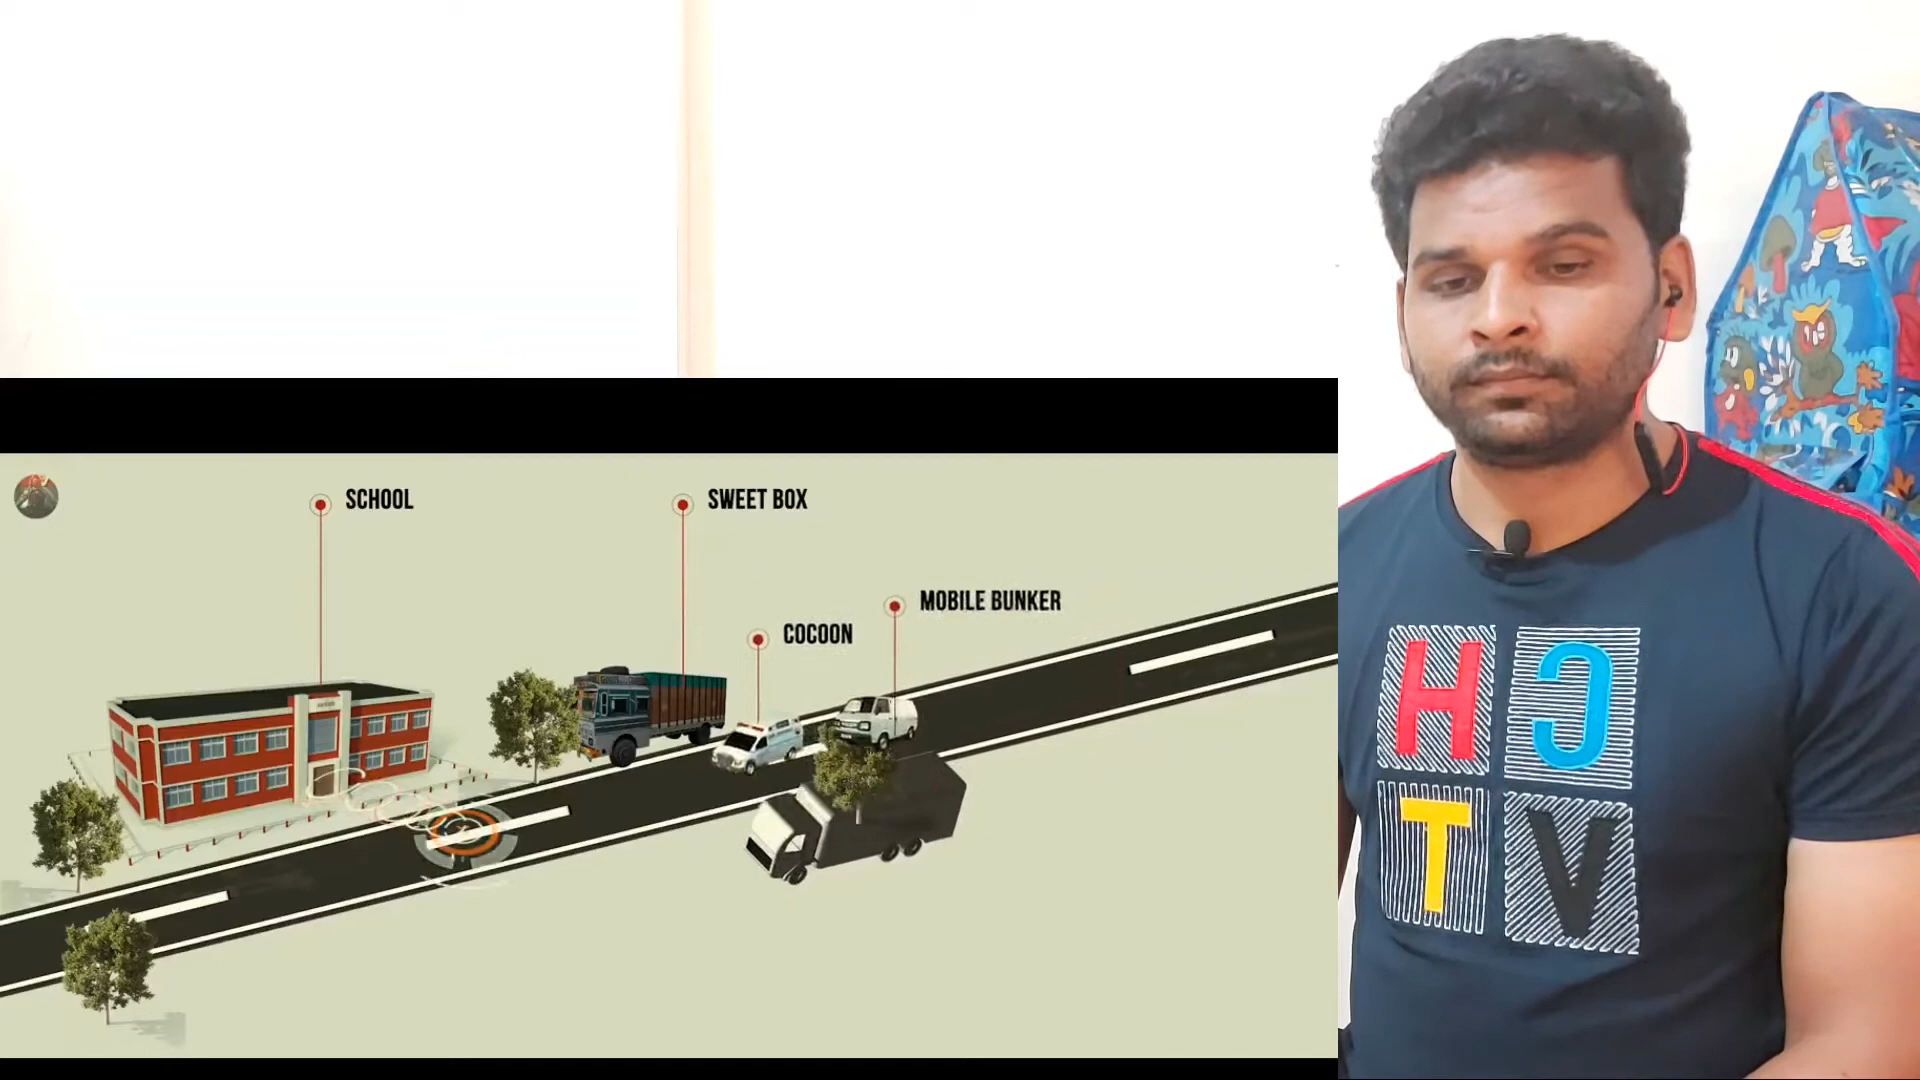 SCHOOL
SWEET BOX
MOBILE BUNKER
COCOON
H C
T V